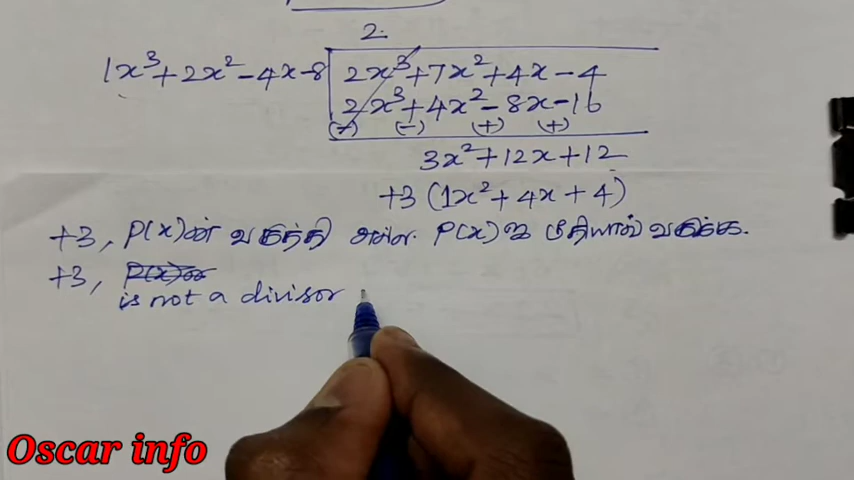 2.
1x³+2x²-4x-8 2x³+7x²+4x-4
2x³+4x²-8x-16
(-) (-) (+) (+)
3x²+12x+12
+3(1x²+4x+4)
+3, P(x)ன் வகுத்தி அல்ல. P(x)ஐ மீதியால் வகுக்க.
+3,
is not a divisor
Oscar info